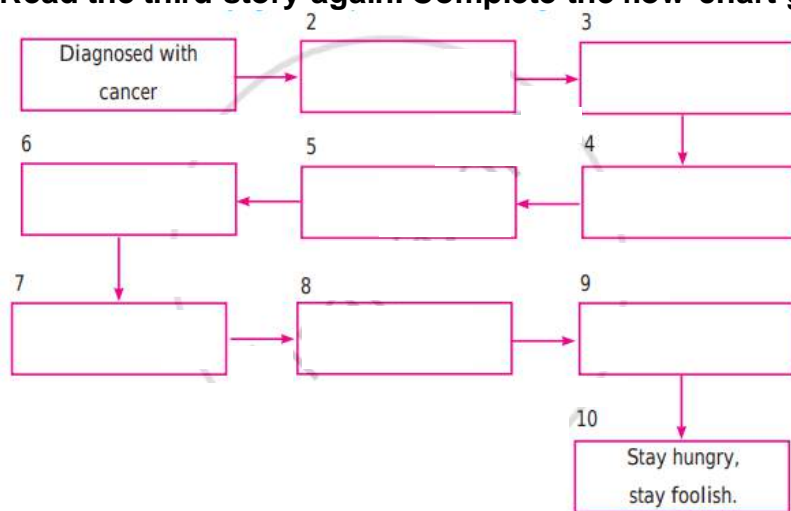 Read the third story again. Complete the flow-chart
2
3
Diagnosed with
cancer
6
5
4
7
8
9
10
Stay hungry,
stay foolish.